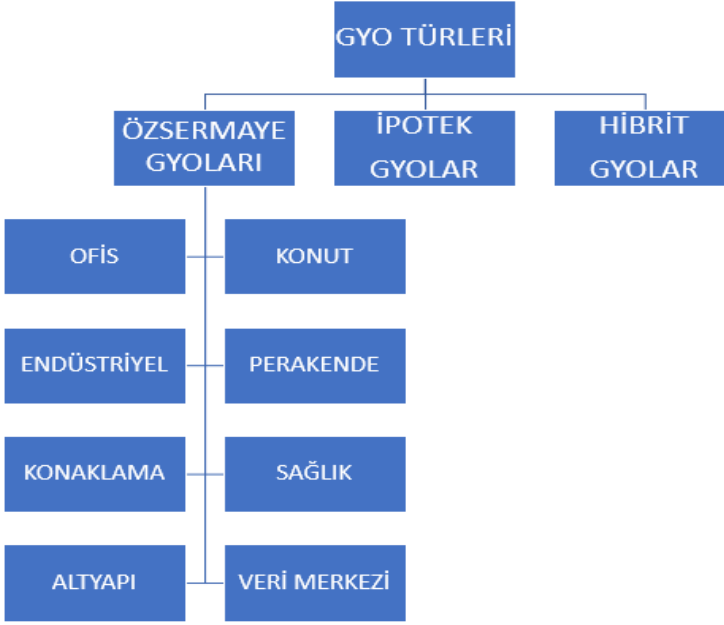 GYO TÜRLERİ
ÖZSERMAYE
GYOLARI
İPOTEK
GYOLAR
HİBRİT
GYOLAR
OFİS
KONUT
ENDÜSTRİYEL
PERAKENDE
KONAKLAMA
SAĞLIK
ALTYAPI
VERİ MERKEZİ